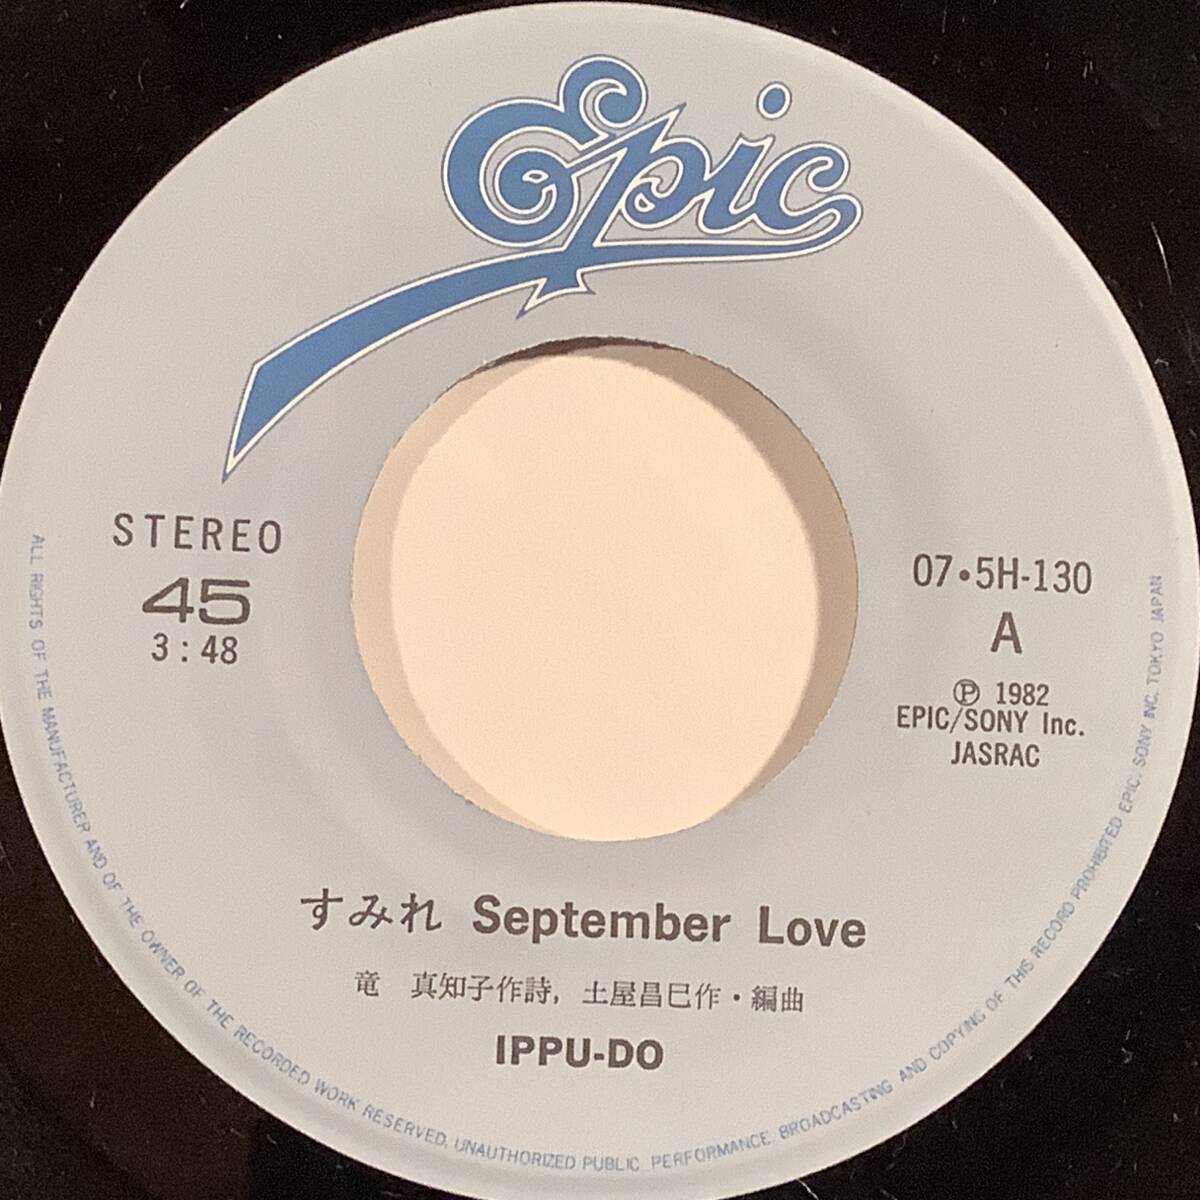 Epic
STEREO
45
3:48
07・5H-130
A
Ⓟ 1982
EPIC/SONY Inc.
JASRAC
すみれ September Love
竜　真知子作詩, 土屋昌巳作・編曲
IPPU-DO
ALL RIGHTS OF THE MANUFACTURER AND OF THE OWNER OF THE RECORDED WORK RESERVED. UNAUTHORIZED PUBLIC PERFORMANCE. BROADCASTING AND COPYING OF THIS RECORD PROHIBITED EPIC/SONY INC. TOKYO JAPAN